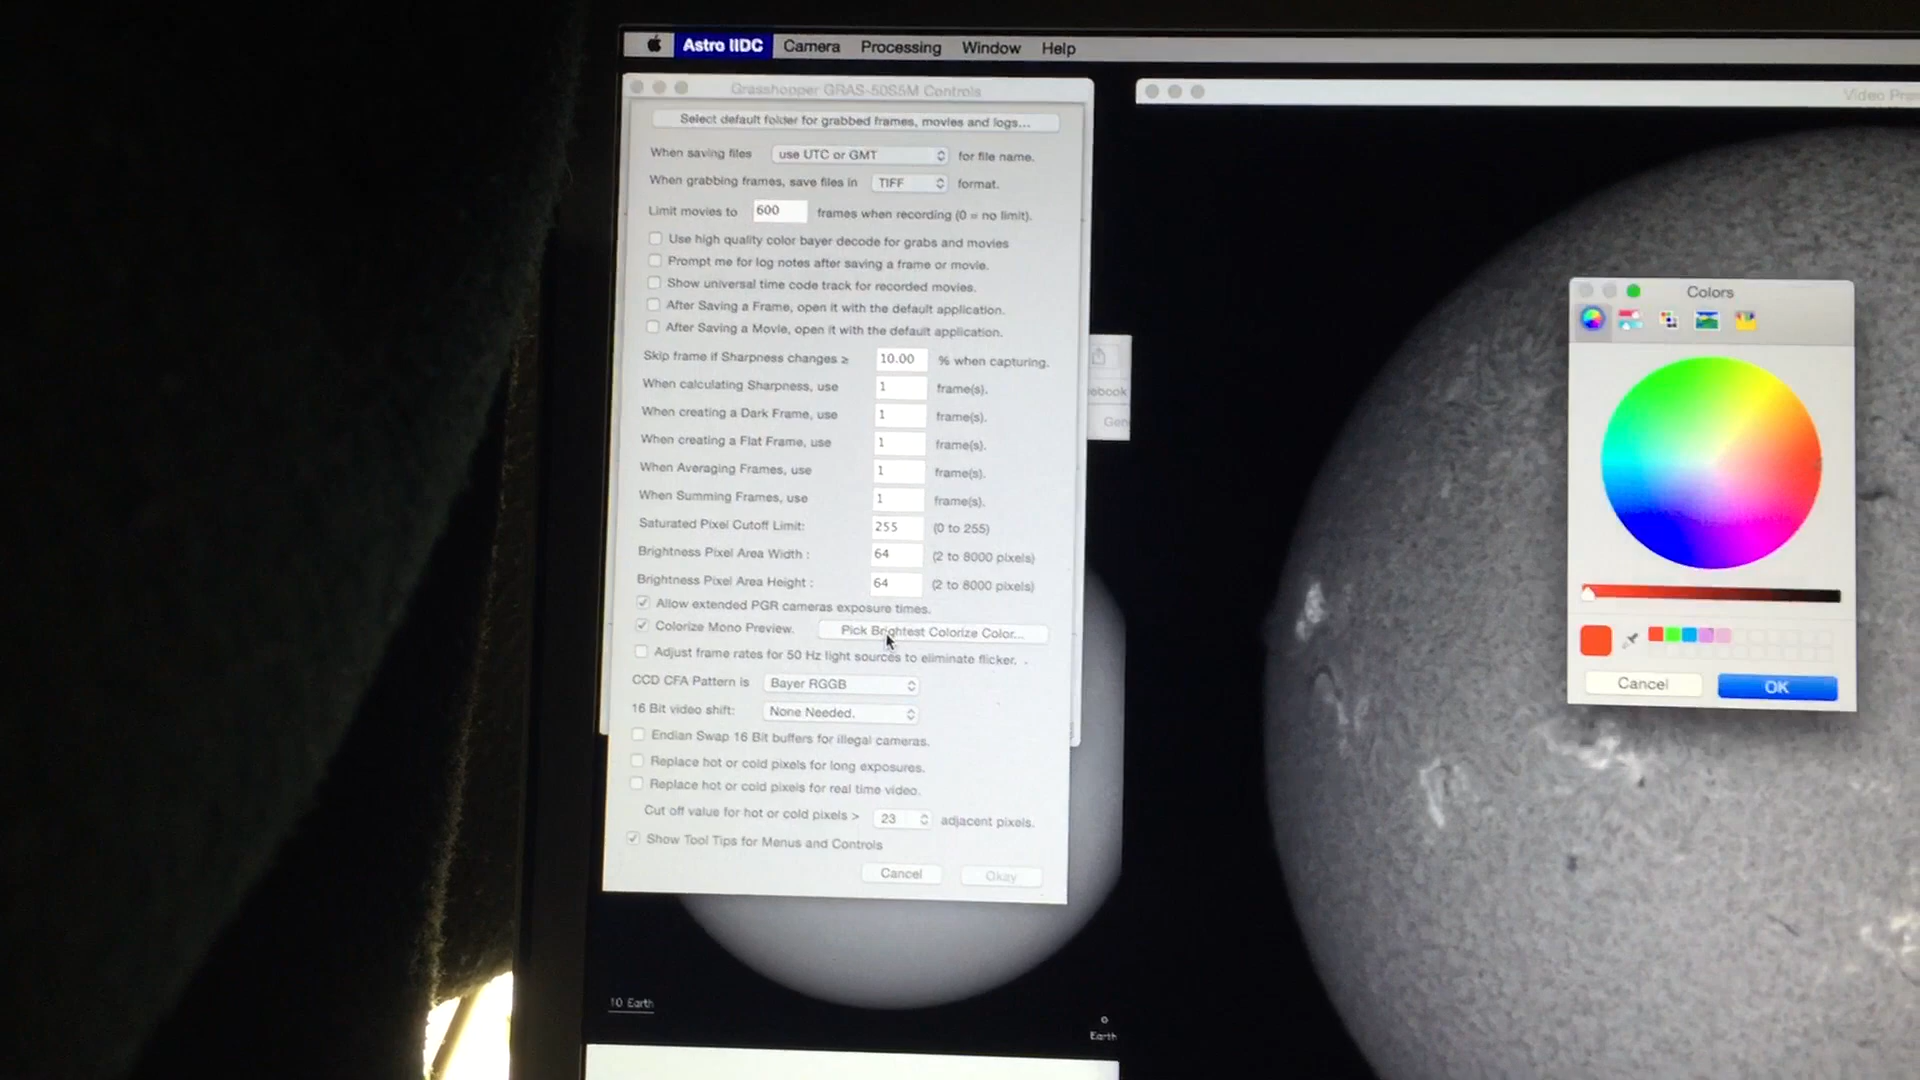 Astro IIDC Camera Processing Window Help
Grasshopper GRAS-50S5M Controls
Select default folder for grabbed frames, movies and logs...
When saving files use UTC or GMT for file name.
When grabbing frames, save files in TIFF format.
Limit movies to 600 frames when recording (0 = no limit).
Use high quality color bayer decode for grabs and movies
Prompt me for log notes after saving a frame or movie.
Show universal time code track for recorded movies.
After Saving a Frame, open it with the default application.
After Saving a Movie, open it with the default application.
Skip frame if Sharpness changes ≥ 10.00 % when capturing.
When calculating Sharpness, use 1 frame(s).
When creating a Dark Frame, use 1 frame(s).
When creating a Flat Frame, use 1 frame(s).
When Averaging Frames, use 1 frame(s).
When Summing Frames, use 1 frame(s).
Saturated Pixel Cutoff Limit: 255 (0 to 255)
Brightness Pixel Area Width : 64 (2 to 8000 pixels)
Brightness Pixel Area Height : 64 (2 to 8000 pixels)
Allow extended PGR cameras exposure times.
Colorize Mono Preview. Pick Brightest Colorize Color...
Adjust frame rates for 50 Hz light sources to eliminate flicker.
CCD CFA Pattern is Bayer RGGB
16 Bit video shift: None Needed.
Endian Swap 16 Bit buffers for illegal cameras.
Replace hot or cold pixels for long exposures.
Replace hot or cold pixels for real time video.
Cut off value for hot or cold pixels > 23 adjacent pixels.
Show Tool Tips for Menus and Controls
Cancel Okay
ebook
Gen
10 Earth
Earth
Video Pre
Colors
Cancel OK